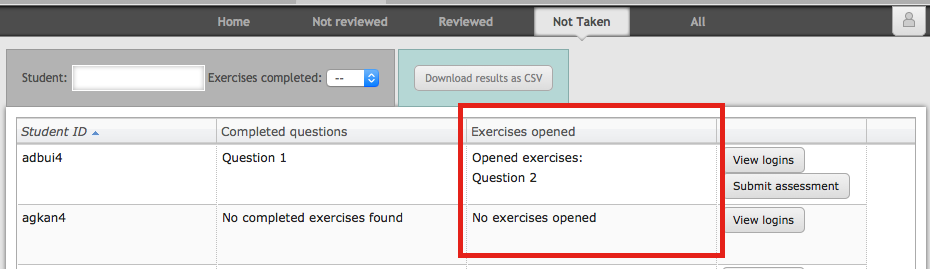 Home Not reviewed Reviewed Not Taken All
Student: Exercises completed: -- Download results as CSV
Student ID Completed questions Exercises opened
adbui4 Question 1 Opened exercises: View logins
Question 2 Submit assessment
agkan4 No completed exercises found No exercises opened View logins